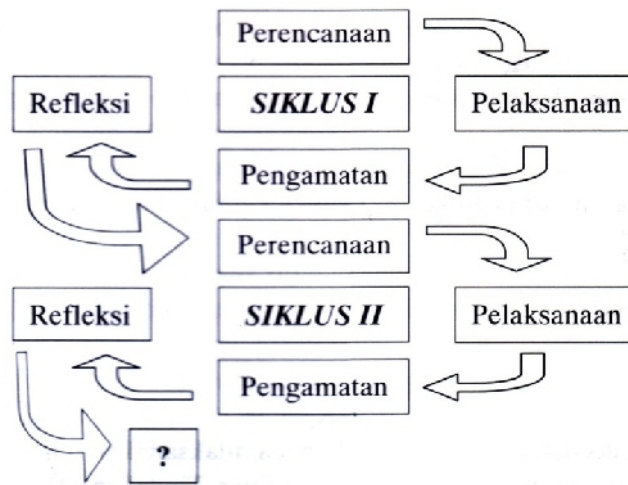 Perencanaan
Refleksi
SIKLUS I
Pelaksanaan
Pengamatan
Perencanaan
Refleksi
SIKLUS II
Pelaksanaan
Pengamatan
?